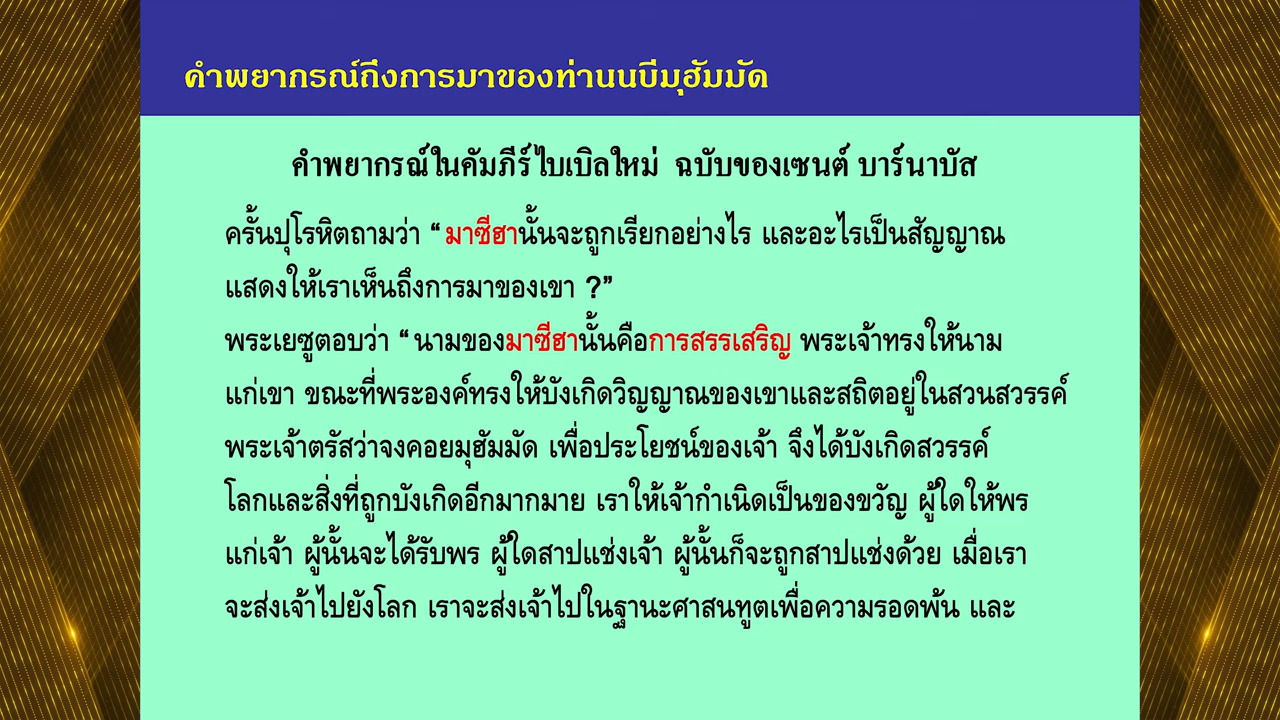 คำพยากรณ์ถึงการมาของท่านนบีมุฮัมมัด
คำพยากรณ์ในคัมภีร์ไบเบิลใหม่ ฉบับของเซนต์ บาร์นาบัส
ครั้นปุโรหิตถามว่า “ มาซีฮานั้นจะถูกเรียกอย่างไร และอะไรเป็นสัญญาณ
แสดงให้เราเห็นถึงการมาของเขา ?”
พระเยซูตอบว่า “ นามของมาซีฮานั้นคือการสรรเสริญ พระเจ้าทรงให้นาม
แก่เขา ขณะที่พระองค์ทรงให้บังเกิดวิญญาณของเขาและสถิตอยู่ในสวนสวรรค์
พระเจ้าตรัสว่าจงคอยมุฮัมมัด เพื่อประโยชน์ของเจ้า จึงได้บังเกิดสวรรค์
โลกและสิ่งที่ถูกบังเกิดอีกมากมาย เราให้เจ้ากำเนิดเป็นของขวัญ ผู้ใดให้พร
แก่เจ้า ผู้นั้นจะได้รับพร ผู้ใดสาปแช่งเจ้า ผู้นั้นก็จะถูกสาปแช่งด้วย เมื่อเรา
จะส่งเจ้าไปยังโลก เราจะส่งเจ้าไปในฐานะศาสนทูตเพื่อความรอดพ้น และ